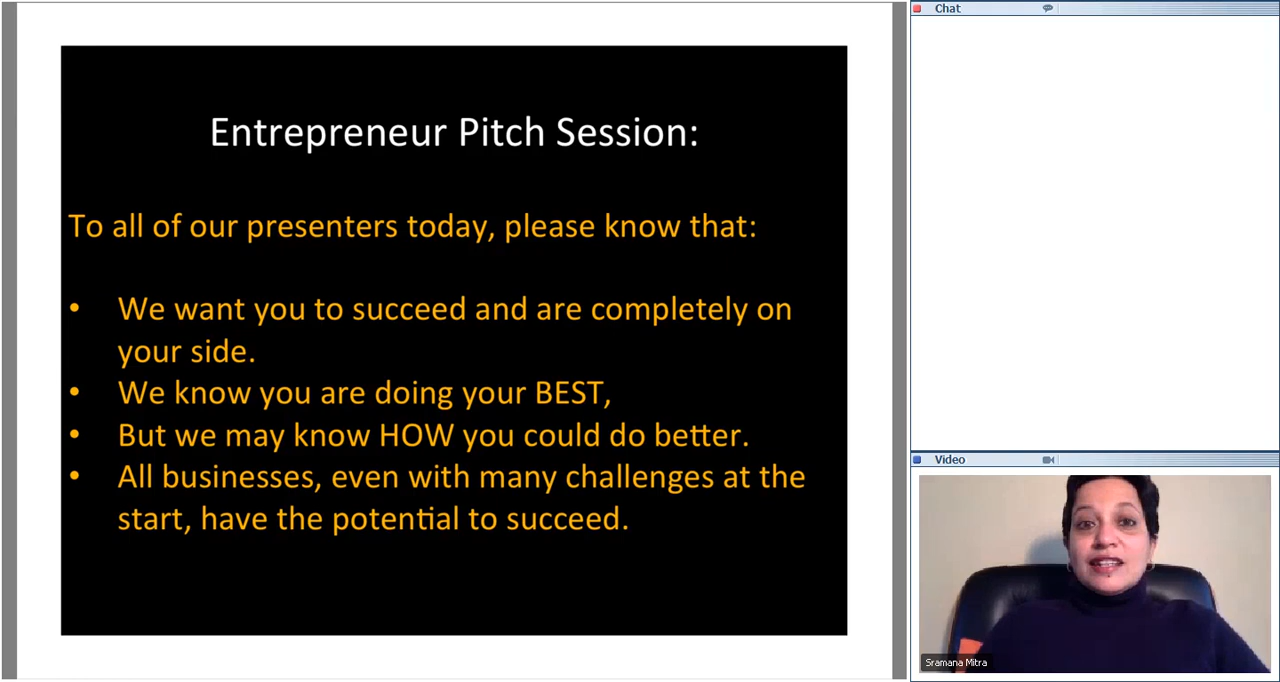 Entrepreneur Pitch Session:
To all of our presenters today, please know that:
• We want you to succeed and are completely on
your side.
• We know you are doing your BEST,
• But we may know HOW you could do better.
• All businesses, even with many challenges at the
start, have the potential to succeed.
Chat
Video
Sramana Mitra